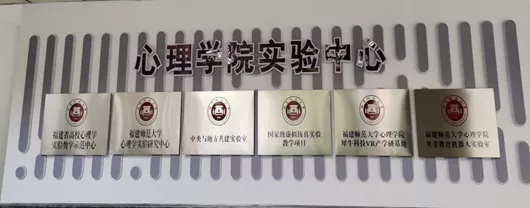 心理学院实验中心
福建省高校心理学
实验教学示范中心
福建师范大学
心理学实验研究中心
中央与地方共建实验室
国家级虚拟仿真实验
教学项目
福建师范大学心理学院
犀牛科技VR产学研基地
福建师范大学心理学院
教育机器人实验室